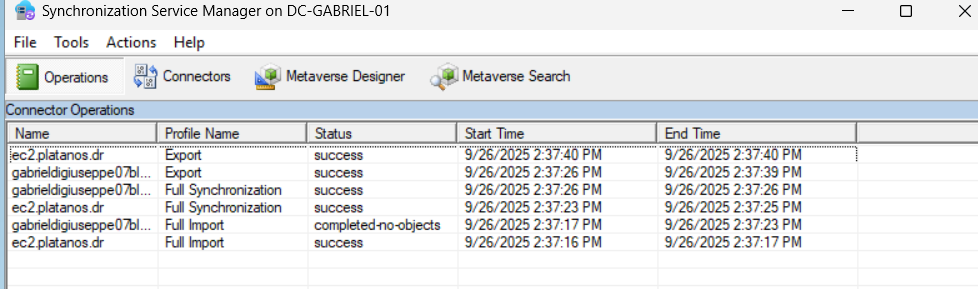 Synchronization Service Manager on DC-GABRIEL-01
File Tools Actions Help
Operations Connectors Metaverse Designer Metaverse Search
Connector Operations
Name Profile Name Status Start Time End Time
ec2.platanos.dr Export success 9/26/2025 2:37:40 PM 9/26/2025 2:37:40 PM
gabrieldigiuseppe07bl... Export success 9/26/2025 2:37:26 PM 9/26/2025 2:37:39 PM
gabrieldigiuseppe07bl... Full Synchronization success 9/26/2025 2:37:26 PM 9/26/2025 2:37:26 PM
ec2.platanos.dr Full Synchronization success 9/26/2025 2:37:23 PM 9/26/2025 2:37:25 PM
gabrieldigiuseppe07bl... Full Import completed-no-objects 9/26/2025 2:37:17 PM 9/26/2025 2:37:23 PM
ec2.platanos.dr Full Import success 9/26/2025 2:37:16 PM 9/26/2025 2:37:17 PM